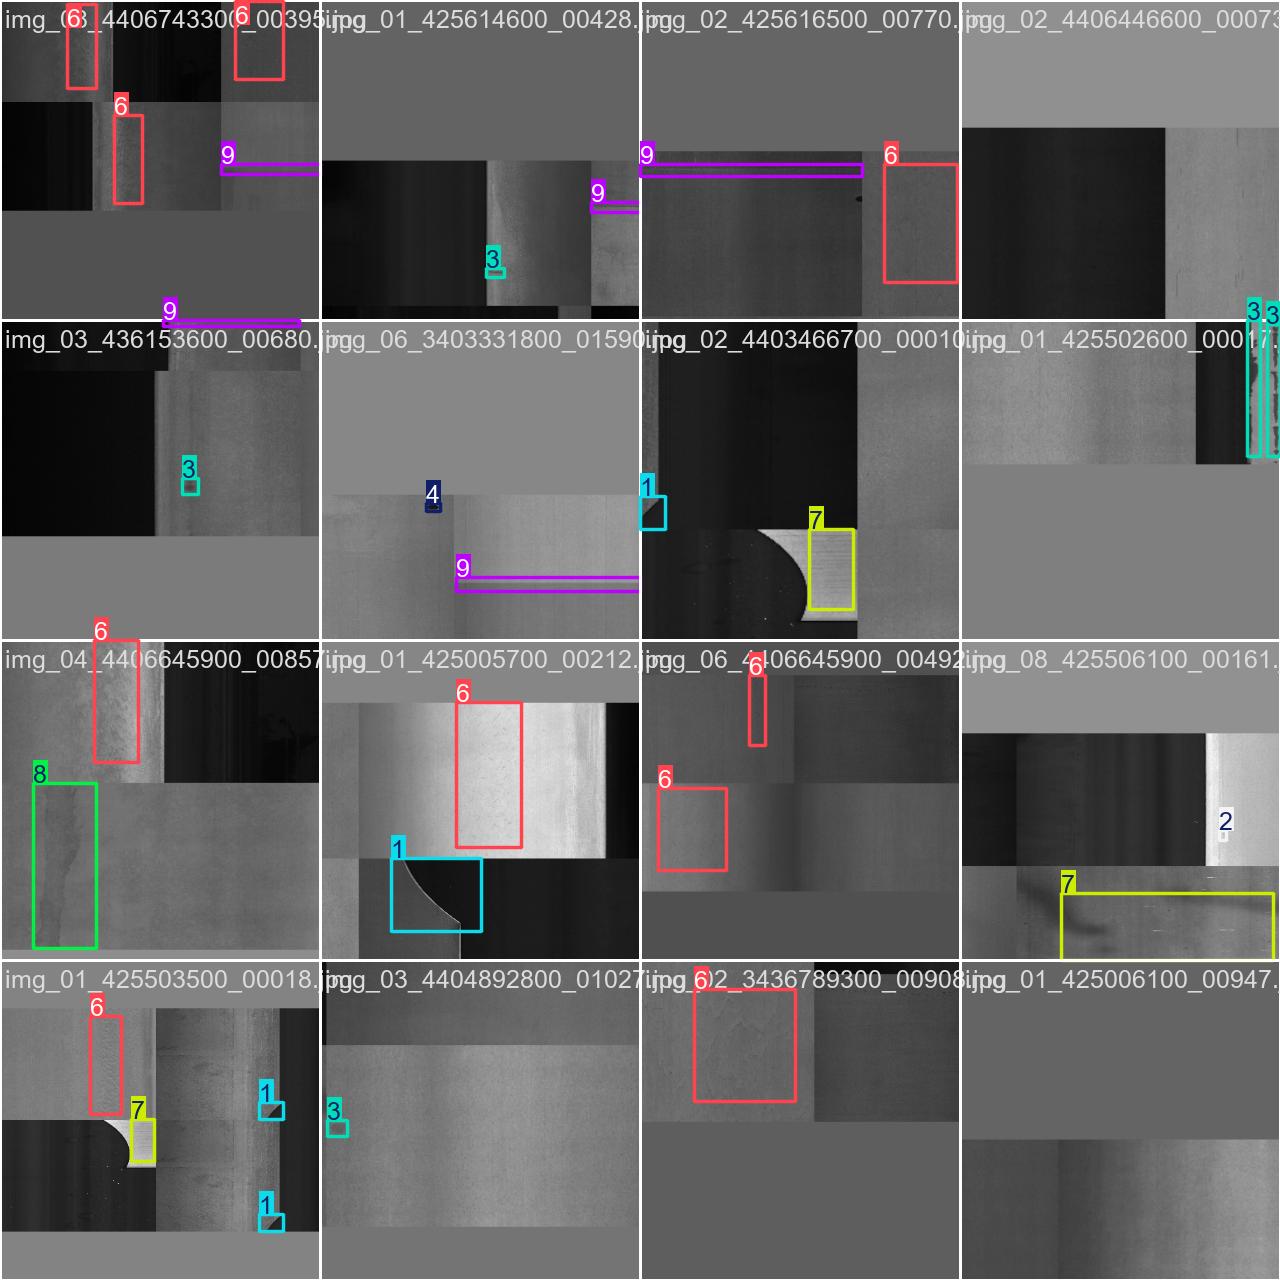 img_03_4406743300_00395.jpg
img_01_425614600_00428.jpg
img_02_425616500_00770.jpg
img_02_4406446600_00073
6
6
6
9
9
3
9
6
9
img_03_436153600_00680.jpg
img_06_3403331800_01590.jpg
img_02_4403466700_00010.jpg
img_01_425502600_00017.
3
4
9
1
7
3
3
img_04_4406645900_00857.jpg
img_01_425005700_00212.jpg
img_06_4406645900_00492.jpg
img_08_425506100_00161.
6
8
6
1
6
6
2
7
img_01_425503500_00018.jpg
img_03_4404892800_01027.jpg
img_02_3436789300_00908.jpg
img_01_425006100_00947.
6
7
1
1
3
6